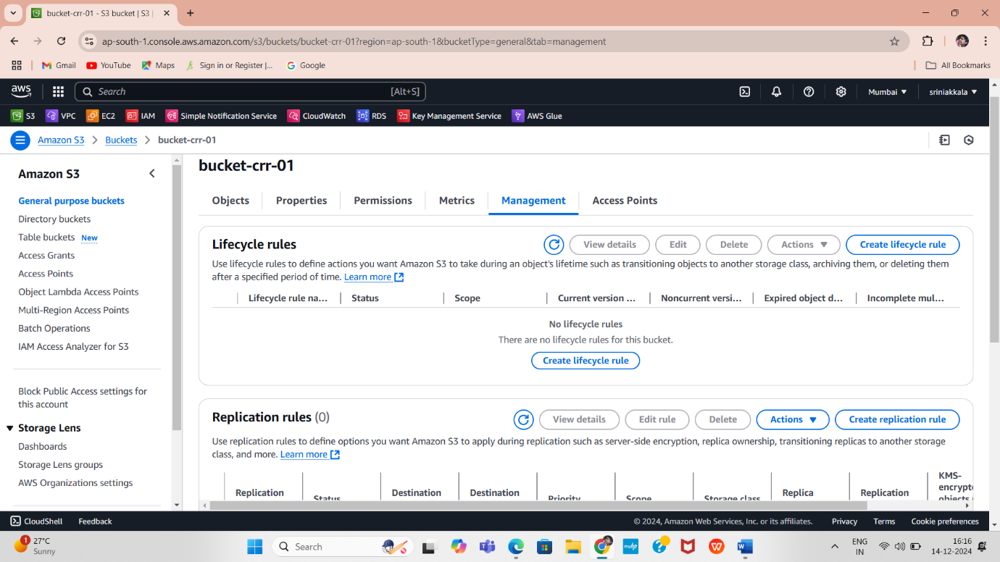 bucket-crr-01 - S3 bucket | S3 |
ap-south-1.console.aws.amazon.com/s3/buckets/bucket-crr-01?region=ap-south-1&bucketType=general&tab=management
Gmail YouTube Maps Sign in or Register |... Google All Bookmarks
aws Search [Alt+S] Mumbai sriniakkala
S3 VPC EC2 IAM Simple Notification Service CloudWatch RDS Key Management Service AWS Glue
Amazon S3 Buckets bucket-crr-01
Amazon S3
General purpose buckets
Directory buckets
Table buckets New
Access Grants
Access Points
Object Lambda Access Points
Multi-Region Access Points
Batch Operations
IAM Access Analyzer for S3
Block Public Access settings for
this account
Storage Lens
Dashboards
Storage Lens groups
AWS Organizations settings
bucket-crr-01
Objects Properties Permissions Metrics Management Access Points
Lifecycle rules View details Edit Delete Actions Create lifecycle rule
Use lifecycle rules to define actions you want Amazon S3 to take during an object's lifetime such as transitioning objects to another storage class, archiving them, or deleting them
after a specified period of time. Learn more
Lifecycle rule na... Status Scope Current version ... Noncurrent versi... Expired object d... Incomplete mul...
No lifecycle rules
There are no lifecycle rules for this bucket.
Create lifecycle rule
Replication rules (0) View details Edit rule Delete Actions Create replication rule
Use replication rules to define options you want Amazon S3 to apply during replication such as server-side encryption, replica ownership, transitioning replicas to another storage
class, and more. Learn more
KMS-
Replication Status Destination Destination Priority Scope Storage class Replica Replication encrypte
objects
CloudShell Feedback © 2024, Amazon Web Services, Inc. or its affiliates. Privacy Terms Cookie preferences
1 27°C
Sunny
Search
ENG
IN
16:16
14-12-2024